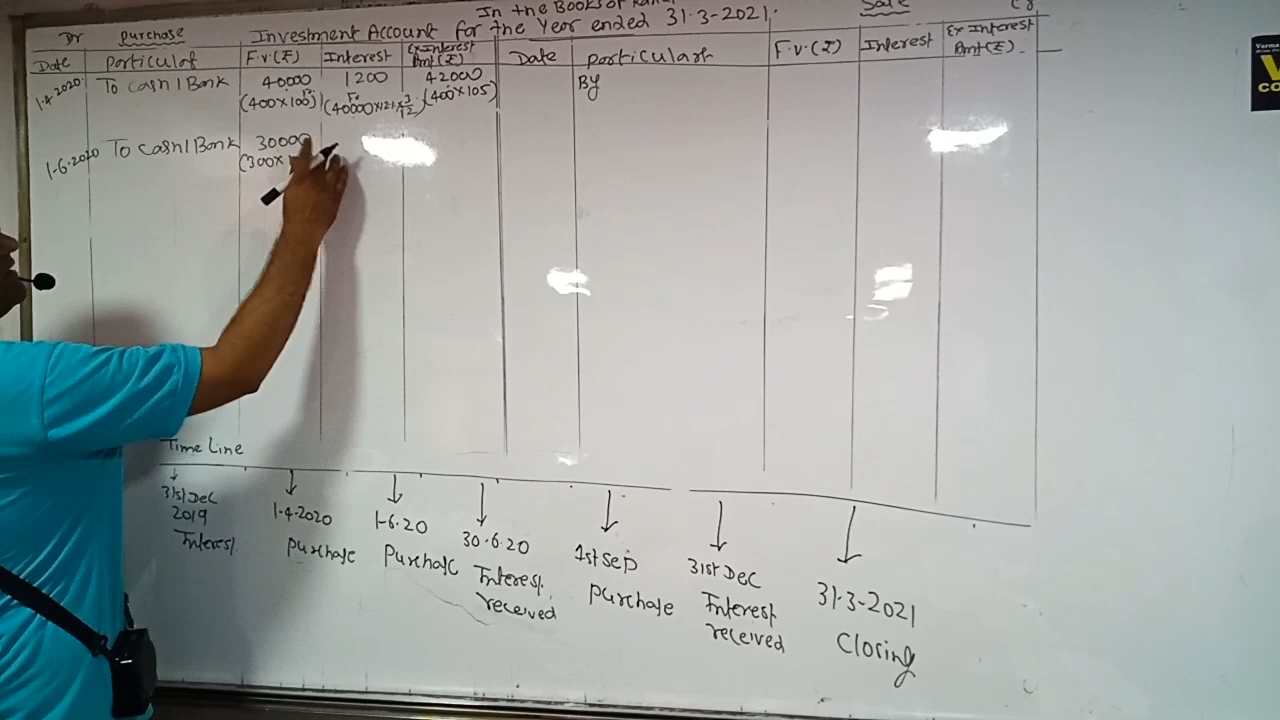 In the Books of
Investment Account for the Year ended 31.3-2021.
Dr Purchase Sale
Date Particular F.V.(₹) Interest Ex Interest Amt(₹) Date Particulars F.V.(₹) Interest Ex Interest Amt(₹).
1-4-2020 To Cash/Bank 40000 1200 42000 By
(400×100) (40000×12%×3/12) (400×105)
1-6-2020 To Cash/Bank 30000
(300×
Time Line
31st Dec 2019 Interest
1-4-2020 Purchase
1-6-20 Purchase
30.6.20 Interest received
1st Sep Purchase
31st Dec Interest received
31.3-2021 Closing